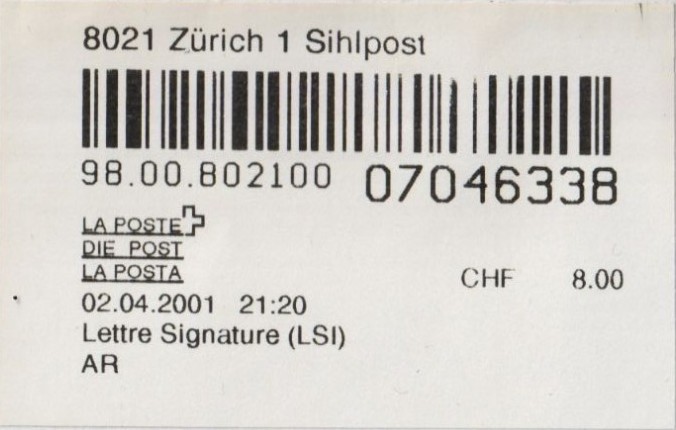 8021 Zürich 1 Sihlpost
98.00.802100 07046338
LA POSTE
DIE POST
LA POSTA
CHF 8.00
02.04.2001 21:20
Lettre Signature (LSI)
AR